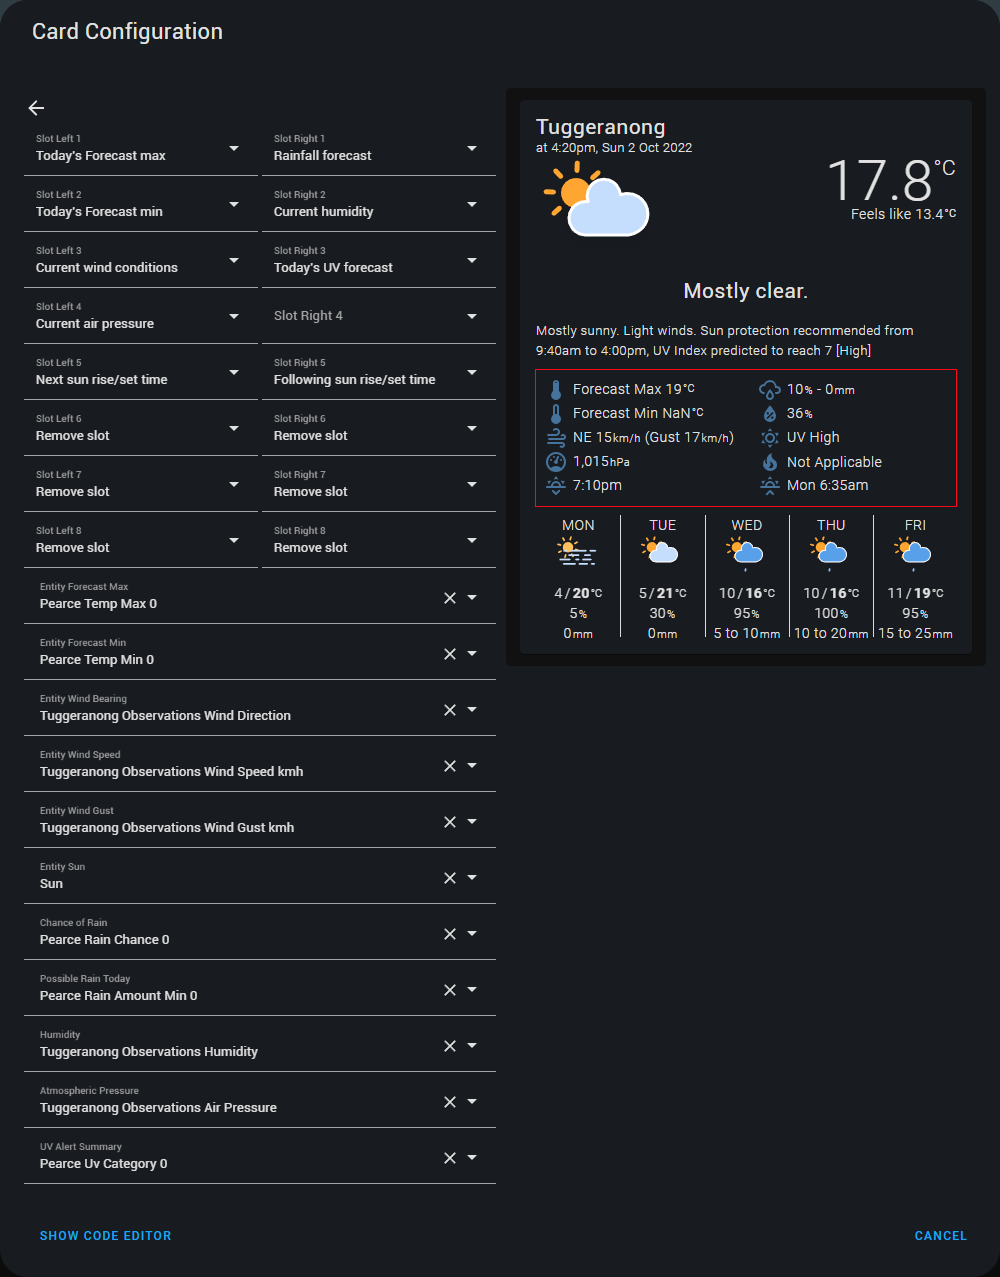 Card Configuration
Slot Left 1
Today's Forecast max
Slot Right 1
Rainfall forecast
Slot Left 2
Today's Forecast min
Slot Right 2
Current humidity
Slot Left 3
Current wind conditions
Slot Right 3
Today's UV forecast
Slot Left 4
Current air pressure
Slot Right 4
Slot Left 5
Next sun rise/set time
Slot Right 5
Following sun rise/set time
Slot Left 6
Remove slot
Slot Right 6
Remove slot
Slot Left 7
Remove slot
Slot Right 7
Remove slot
Slot Left 8
Remove slot
Slot Right 8
Remove slot
Entity Forecast Max
Pearce Temp Max 0
Entity Forecast Min
Pearce Temp Min 0
Entity Wind Bearing
Tuggeranong Observations Wind Direction
Entity Wind Speed
Tuggeranong Observations Wind Speed kmh
Entity Wind Gust
Tuggeranong Observations Wind Gust kmh
Entity Sun
Sun
Chance of Rain
Pearce Rain Chance 0
Possible Rain Today
Pearce Rain Amount Min 0
Humidity
Tuggeranong Observations Humidity
Atmospheric Pressure
Tuggeranong Observations Air Pressure
UV Alert Summary
Pearce Uv Category 0
SHOW CODE EDITOR
Tuggeranong
at 4:20pm, Sun 2 Oct 2022
17.8°C
Feels like 13.4°C
Mostly clear.
Mostly sunny. Light winds. Sun protection recommended from
9:40am to 4:00pm, UV Index predicted to reach 7 [High]
Forecast Max 19°C
10% - 0mm
Forecast Min NaN°C
36%
NE 15km/h (Gust 17km/h)
UV High
1,015hPa
Not Applicable
7:10pm
Mon 6:35am
MON TUE WED THU FRI
4/20°C 5/21°C 10/16°C 10/16°C 11/19°C
5% 30% 95% 100% 95%
0mm 0mm 5 to 10mm 10 to 20mm 15 to 25mm
CANCEL